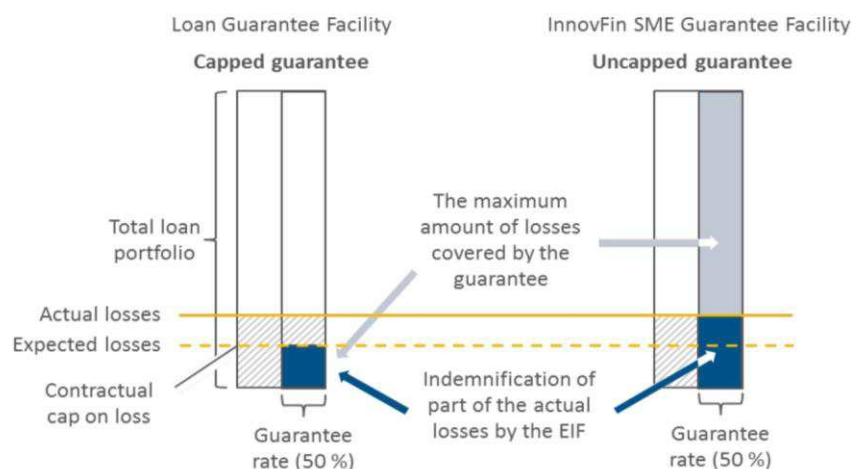 Loan Guarantee Facility
Capped guarantee
InnovFin SME Guarantee Facility
Uncapped guarantee
Total loan
portfolio
The maximum
amount of losses
covered by the
guarantee
Actual losses
Expected losses
Contractual
cap on loss
Indemnification of
part of the actual
losses by the EIF
Guarantee
rate (50 %)
Guarantee
rate (50 %)